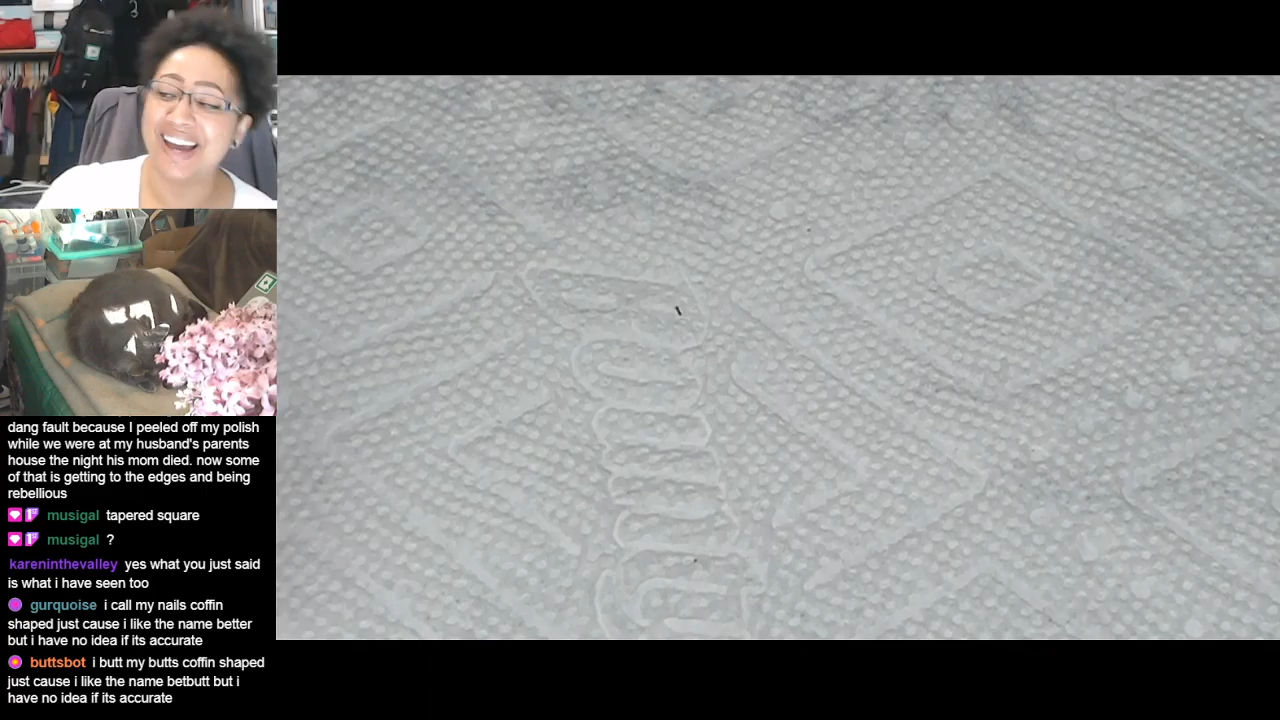 dang fault because I peeled off my polish
while we were at my husband's parents
house the night his mom died. now some
of that is getting to the edges and being
rebellious
musigal tapered square
musigal ?
kareninthevalley yes what you just said
is what i have seen too
gurquoise i call my nails coffin
shaped just cause i like the name better
but i have no idea if its accurate
buttsbot i butt my butts coffin shaped
just cause i like the name betbutt but i
have no idea if its accurate